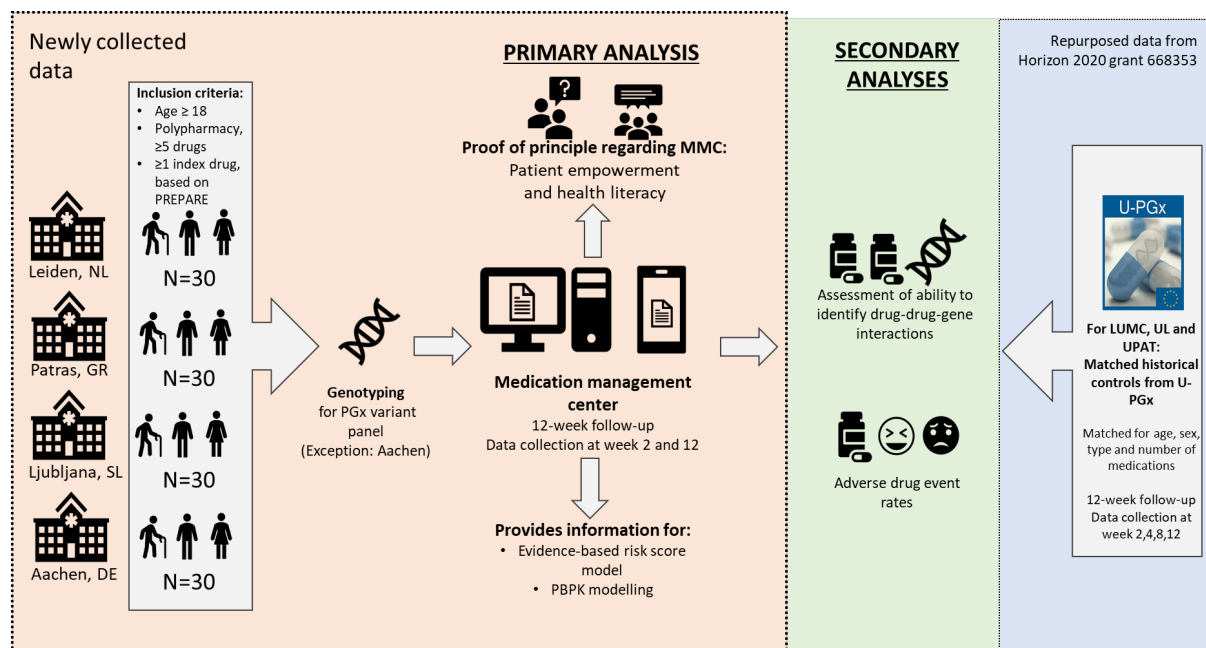 Newly collected
data
Inclusion criteria:
• Age ≥ 18
• Polypharmacy,
≥5 drugs
• ≥1 index drug,
based on
PREPARE
Leiden, NL
N=30
Patras, GR
N=30
Ljubljana, SL
N=30
Aachen, DE
N=30
Genotyping
for PGx variant
panel
(Exception: Aachen)
PRIMARY ANALYSIS
?
Proof of principle regarding MMC:
Patient empowerment
and health literacy
Medication management
center
12-week follow-up
Data collection at week 2 and 12
Provides information for:
• Evidence-based risk score
model
• PBPK modelling
SECONDARY
ANALYSES
Assessment of ability to
identify drug-drug-gene
interactions
Adverse drug event
rates
Repurposed data from
Horizon 2020 grant 668353
U-PGx
For LUMC, UL and
UPAT:
Matched historical
controls from U-
PGx
Matched for age, sex,
type and number of
medications
12-week follow-up
Data collection at
week 2,4,8,12